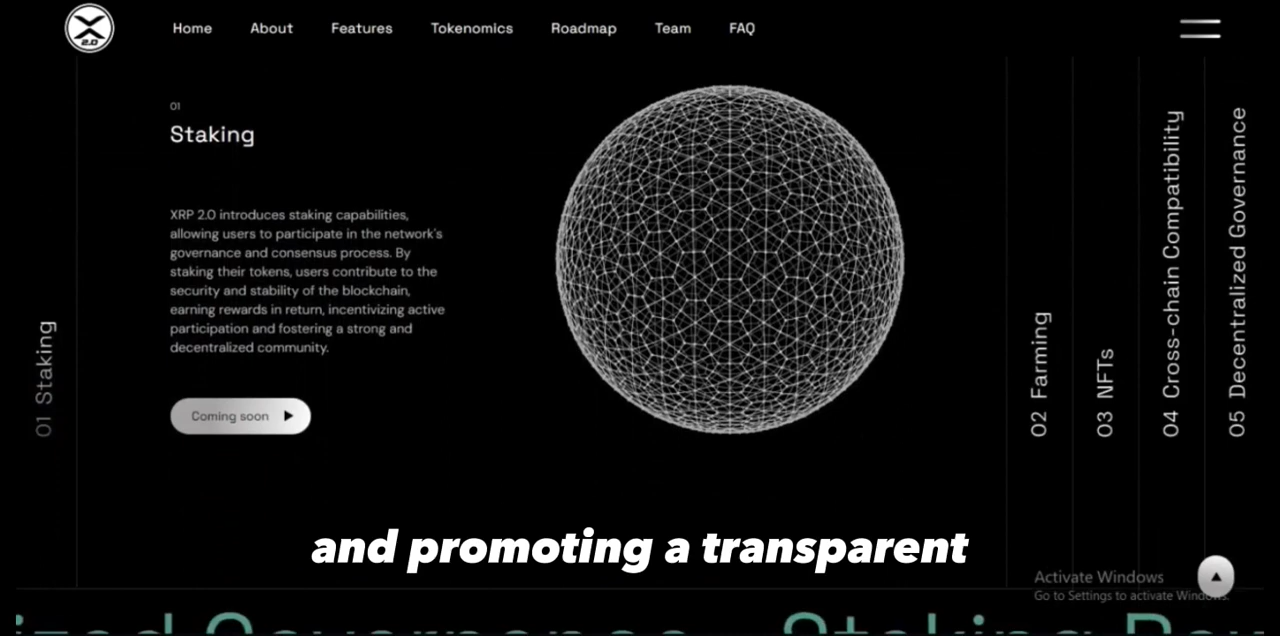 2.0
Home About Features Tokenomics Roadmap Team FAQ
01
Staking
XRP 2.0 introduces staking capabilities,
allowing users to participate in the network's
governance and consensus process. By
staking their tokens, users contribute to the
security and stability of the blockchain,
earning rewards in return, incentivizing active
participation and fostering a strong and
decentralized community.
Coming soon
01 Staking
02 Farming
03 NFTs
04 Cross-chain Compatibility
05 Decentralized Governance
and promoting a transparent
Activate Windows
Go to Settings to activate Windows.
Governance Staking